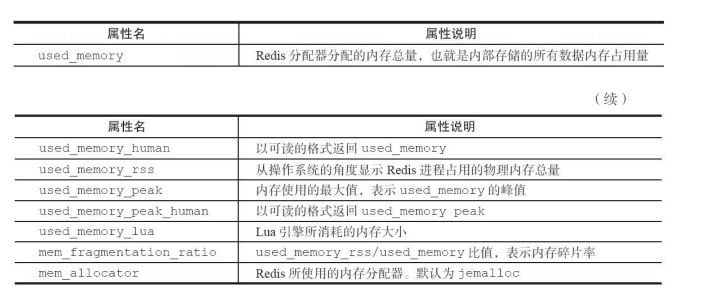 属性名 属性说明
used_memory Redis 分配器分配的内存总量，也就是内部存储的所有数据内存占用量
（续）
属性名 属性说明
used_memory_human 以可读的格式返回 used_memory
used_memory_rss 从操作系统的角度显示 Redis 进程占用的物理内存总量
used_memory_peak 内存使用的最大值，表示 used_memory 的峰值
used_memory_peak_human 以可读的格式返回 used_memory peak
used_memory_lua Lua 引擎所消耗的内存大小
mem_fragmentation_ratio used_memory_rss/used_memory 比值，表示内存碎片率
mem_allocator Redis 所使用的内存分配器。默认为 jemalloc